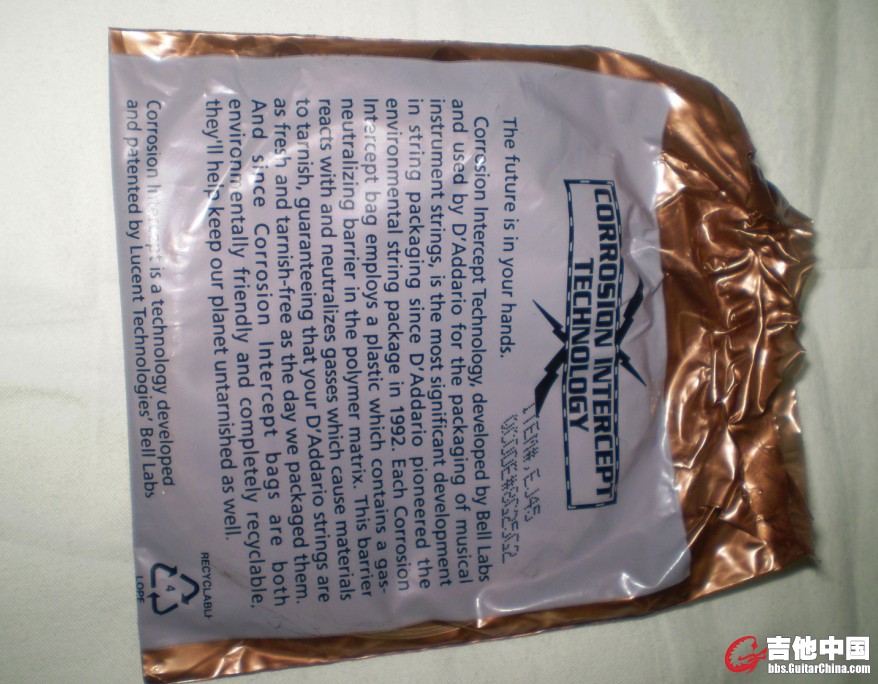 CORROSION INTERCEPT
TECHNOLOGY
ITEM#,EJ45
The future is in your hands.
Corrosion Intercept Technology, developed by Bell Labs
and used by D'Addario for the packaging of musical
instrument strings, is the most significant development
in string packaging since D'Addario pioneered the
environmental string package in 1992. Each Corrosion
Intercept bag employs a plastic which contains a gas-
neutralizing barrier in the polymer matrix. This barrier
reacts with and neutralizes gasses which cause materials
to tarnish, guaranteeing that your D'Addario strings are
as fresh and tarnish-free as the day we packaged them.
And since Corrosion Intercept bags are both
environmentally friendly and completely recyclable,
they'll help keep our planet untarnished as well.
Corrosion Intercept is a technology developed
and patented by Lucent Technologies' Bell Labs
RECYCLABL
4
LDPE
吉他中国
bbs.GuitarChina.com